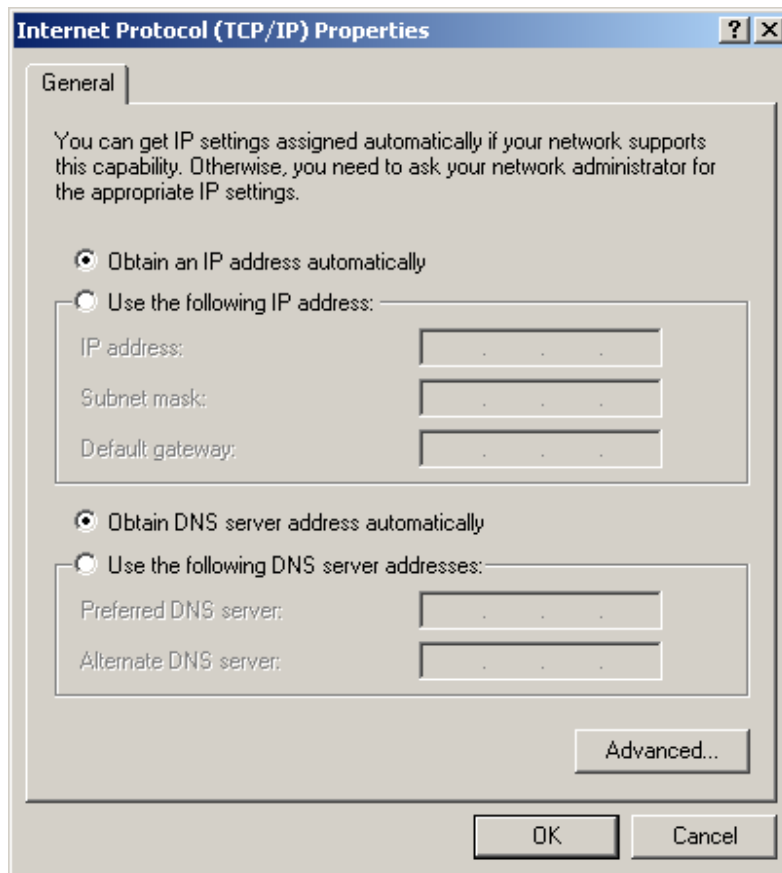 Internet Protocol (TCP/IP) Properties
General
You can get IP settings assigned automatically if your network supports
this capability. Otherwise, you need to ask your network administrator for
the appropriate IP settings.
Obtain an IP address automatically
Use the following IP address:
IP address:
Subnet mask:
Default gateway:
Obtain DNS server address automatically
Use the following DNS server addresses:
Preferred DNS server:
Alternate DNS server:
Advanced...
OK
Cancel